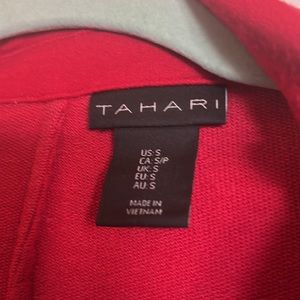 TAHARI
US:S
CA:S/P
UK:S
EU:S
AU:S
MADE IN
VIETNAM